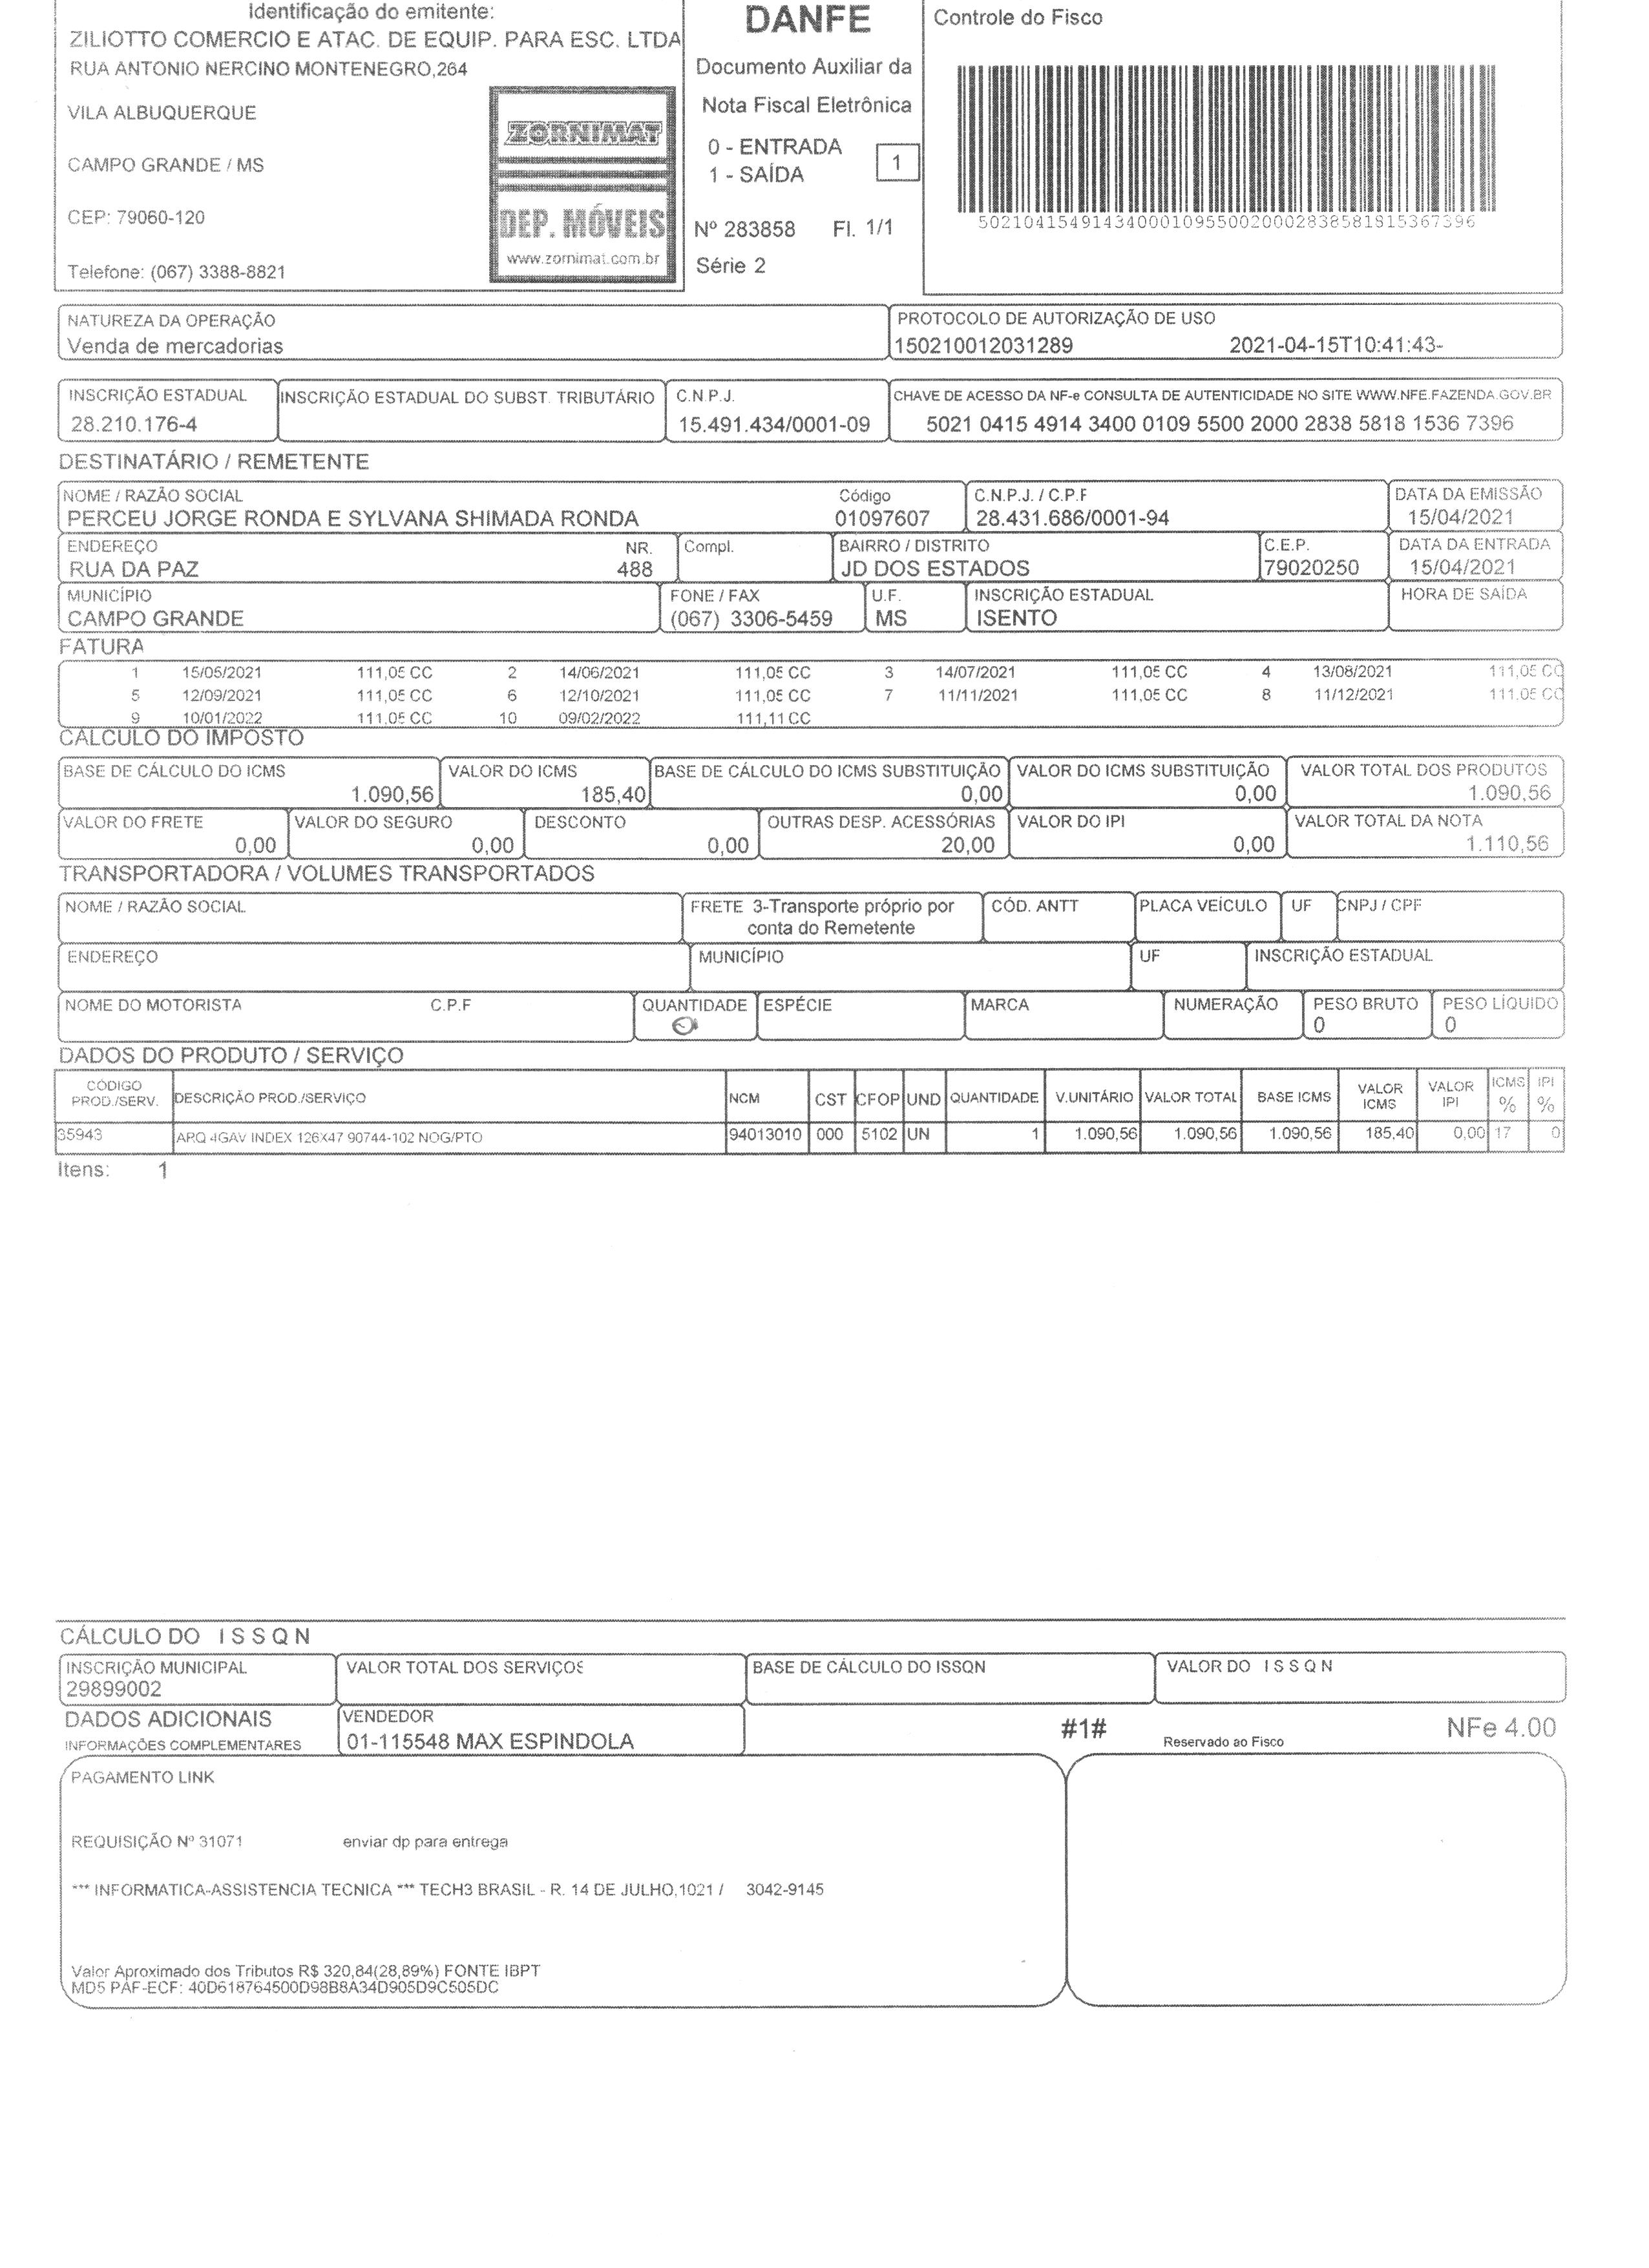 Identificação do emitente:
ZILIOTTO COMERCIO E ATAC. DE EQUIP. PARA ESC. LTDA
RUA ANTONIO NERCINO MONTENEGRO,264
VILA ALBUQUERQUE
CAMPO GRANDE / MS
CEP: 79060-120
Telefone: (067) 3388-8821
ZORNIMAT
DEP. MÓVEIS
www.zornimat.com.br
DANFE
Documento Auxiliar da
Nota Fiscal Eletrônica
0 - ENTRADA
1 - SAÍDA
1
Nº 283858 Fl. 1/1
Série 2
Controle do Fisco
50210415491434000109550020002838581815367396
NATUREZA DA OPERAÇÃO
Venda de mercadorias
PROTOCOLO DE AUTORIZAÇÃO DE USO
150210012031289 2021-04-15T10:41:43-
INSCRIÇÃO ESTADUAL
28.210.176-4
INSCRIÇÃO ESTADUAL DO SUBST. TRIBUTÁRIO
C.N.P.J.
15.491.434/0001-09
CHAVE DE ACESSO DA NF-e CONSULTA DE AUTENTICIDADE NO SITE WWW.NFE.FAZENDA.GOV.BR
5021 0415 4914 3400 0109 5500 2000 2838 5818 1536 7396
DESTINATÁRIO / REMETENTE
NOME / RAZÃO SOCIAL Código C.N.P.J. / C.P.F DATA DA EMISSÃO
PERCEU JORGE RONDA E SYLVANA SHIMADA RONDA 01097607 28.431.686/0001-94 15/04/2021
ENDEREÇO NR. Compl. BAIRRO / DISTRITO C.E.P. DATA DA ENTRADA
RUA DA PAZ 488 JD DOS ESTADOS 79020250 15/04/2021
MUNICÍPIO FONE / FAX U.F. INSCRIÇÃO ESTADUAL HORA DE SAÍDA
CAMPO GRANDE (067) 3306-5459 MS ISENTO
FATURA
1 15/05/2021 111,05 CC 2 14/06/2021 111,05 CC 3 14/07/2021 111,05 CC 4 13/08/2021 111,05 CC
5 12/09/2021 111,05 CC 6 12/10/2021 111,05 CC 7 11/11/2021 111,05 CC 8 11/12/2021 111,05 CC
9 10/01/2022 111,05 CC 10 09/02/2022 111,11 CC
CÁLCULO DO IMPOSTO
BASE DE CÁLCULO DO ICMS VALOR DO ICMS BASE DE CÁLCULO DO ICMS SUBSTITUIÇÃO VALOR DO ICMS SUBSTITUIÇÃO VALOR TOTAL DOS PRODUTOS
1.090,56 185,40 0,00 0,00 1.090,56
VALOR DO FRETE VALOR DO SEGURO DESCONTO OUTRAS DESP. ACESSÓRIAS VALOR DO IPI VALOR TOTAL DA NOTA
0,00 0,00 0,00 20,00 0,00 1.110,56
TRANSPORTADORA / VOLUMES TRANSPORTADOS
NOME / RAZÃO SOCIAL FRETE 3-Transporte próprio por CÓD. ANTT PLACA VEÍCULO UF CNPJ / CPF
conta do Remetente
ENDEREÇO MUNICÍPIO UF INSCRIÇÃO ESTADUAL
NOME DO MOTORISTA C.P.F QUANTIDADE ESPÉCIE MARCA NUMERAÇÃO PESO BRUTO PESO LÍQUIDO
0 0
DADOS DO PRODUTO / SERVIÇO
CÓDIGO PROD./SERV. DESCRIÇÃO PROD./SERVIÇO NCM CST CFOP UND QUANTIDADE V.UNITÁRIO VALOR TOTAL BASE ICMS VALOR ICMS VALOR IPI ICMS % IPI %
35943 ARQ 4GAV INDEX 126X47 90744-102 NOG/PTO 94013010 000 5102 UN 1 1.090,56 1.090,56 1.090,56 185,40 0,00 17 0
Itens: 1
CÁLCULO DO I S S Q N
INSCRIÇÃO MUNICIPAL VALOR TOTAL DOS SERVIÇOS BASE DE CÁLCULO DO ISSQN VALOR DO I S S Q N
29899002
DADOS ADICIONAIS
INFORMAÇÕES COMPLEMENTARES
VENDEDOR
01-115548 MAX ESPINDOLA
#1#
Reservado ao Fisco
NFe 4.00
PAGAMENTO LINK
REQUISIÇÃO Nº 31071 enviar dp para entrega
*** INFORMATICA-ASSISTENCIA TECNICA *** TECH3 BRASIL - R. 14 DE JULHO,1021 / 3042-9145
Valor Aproximado dos Tributos R$ 320,84(28,89%) FONTE IBPT
MD5 PAF-ECF: 40D618764500D98B8A34D905D9C505DC